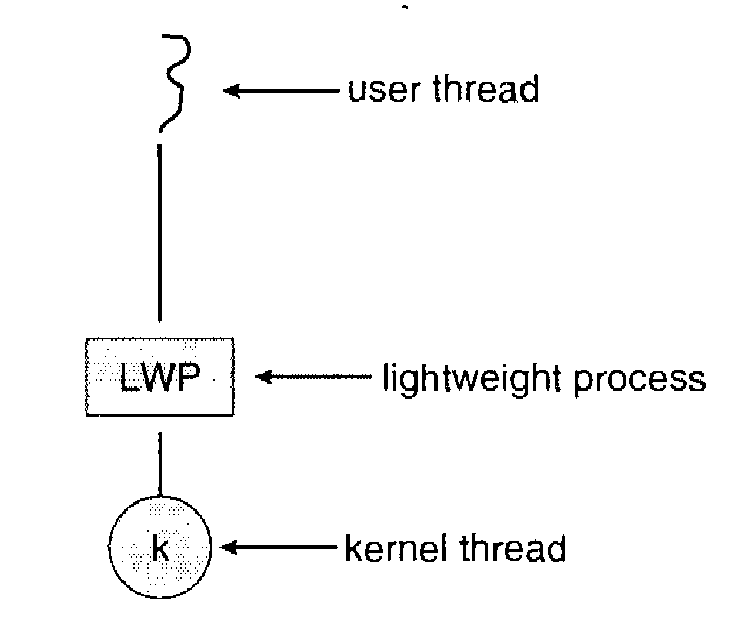 user thread
LWP
lightweight process
k
kernel thread